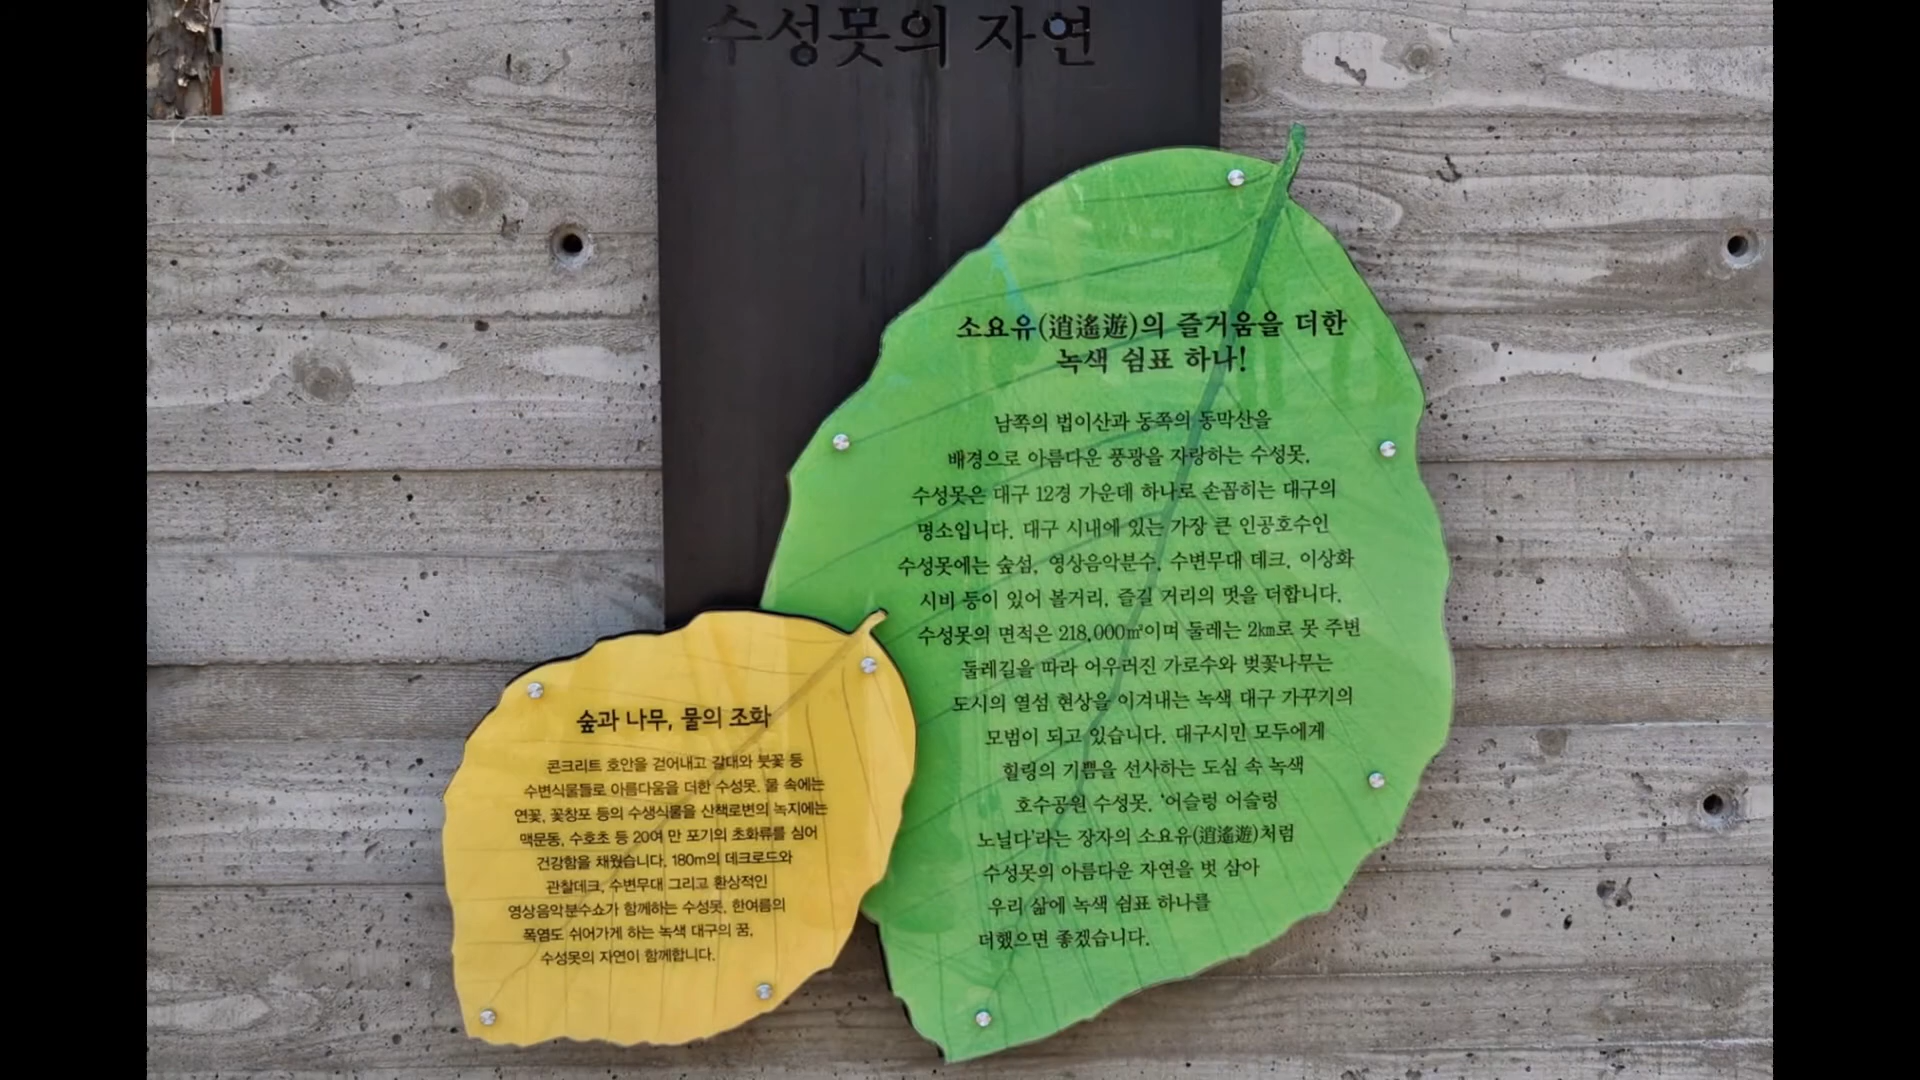 수성못의 자연
소요유(逍遙遊)의 즐거움을 더한
녹색 쉼표 하나!
남쪽의 법이산과 동쪽의 동막산을
배경으로 아름다운 풍광을 자랑하는 수성못.
수성못은 대구 12경 가운데 하나로 손꼽히는 대구의
명소입니다. 대구 시내에 있는 가장 큰 인공호수인
수성못에는 숲섬, 영상음악분수, 수변무대 데크, 이상화
시비 등이 있어 볼거리, 즐길 거리의 멋을 더합니다.
수성못의 면적은 218,000㎡이며 둘레는 2㎞로 못 주변
둘레길을 따라 어우러진 가로수와 벚꽃나무는
도시의 열섬 현상을 이겨내는 녹색 대구 가꾸기의
모범이 되고 있습니다. 대구시민 모두에게
힐링의 기쁨을 선사하는 도심 속 녹색
호수공원 수성못. '어슬렁 어슬렁
노닐다'라는 장자의 소요유(逍遙遊)처럼
수성못의 아름다운 자연을 벗 삼아
우리 삶에 녹색 쉼표 하나를
더했으면 좋겠습니다.
숲과 나무, 물의 조화
콘크리트 호안을 걷어내고 갈대와 붓꽃 등
수변식물들로 아름다움을 더한 수성못. 물 속에는
연꽃, 꽃창포 등의 수생식물을 산책로변의 녹지에는
맥문동, 수호초 등 20여 만 포기의 초화류를 심어
건강함을 채웠습니다. 180m의 데크로드와
관찰데크, 수변무대 그리고 환상적인
영상음악분수쇼가 함께하는 수성못. 한여름의
폭염도 쉬어가게 하는 녹색 대구의 꿈,
수성못의 자연이 함께합니다.